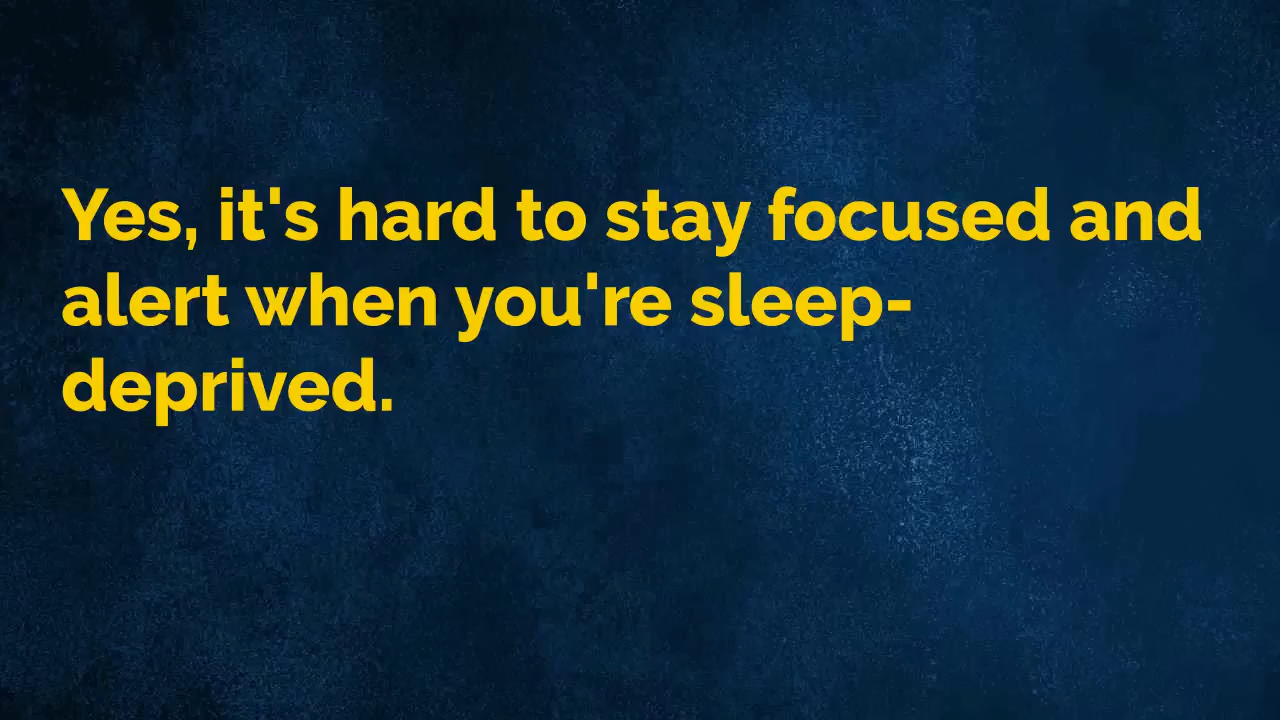 Yes, it's hard to stay focused and
alert when you're sleep-
deprived.